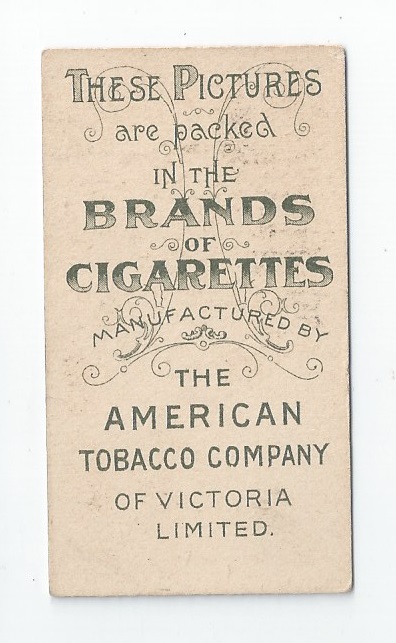 THESE PICTURES
are packed
IN THE
BRANDS
OF
CIGARETTES
MANUFACTURED BY
THE
AMERICAN
TOBACCO COMPANY
OF VICTORIA
LIMITED.